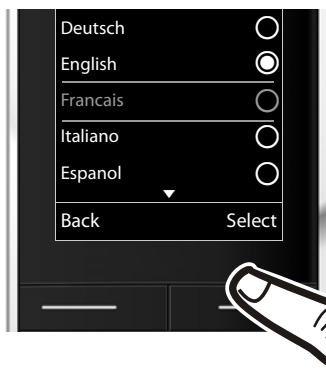 Deutsch
English
Francais
Italiano
Espanol
Back Select